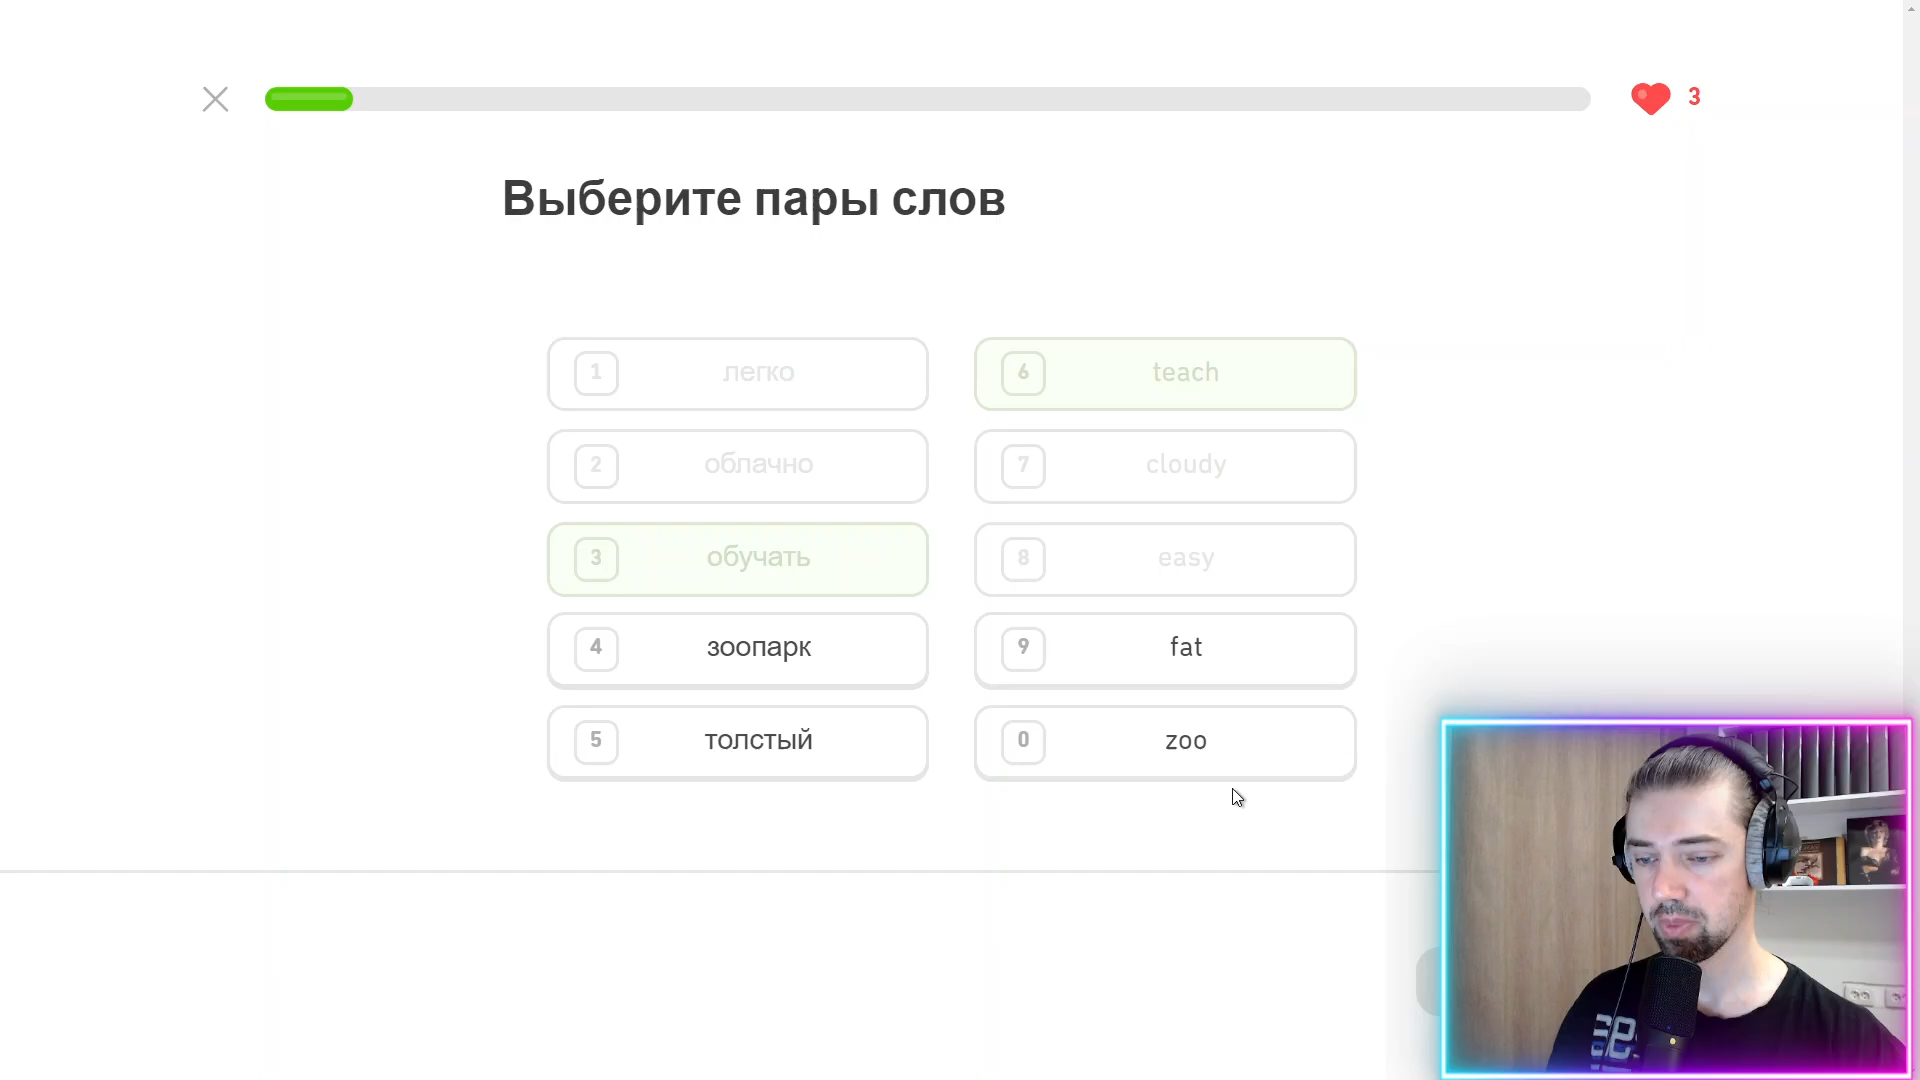 3
Выберите пары слов
1 легко
6 teach
2 облачно
7 cloudy
3 обучать
8 easy
4 зоопарк
9 fat
5 толстый
0 zoo